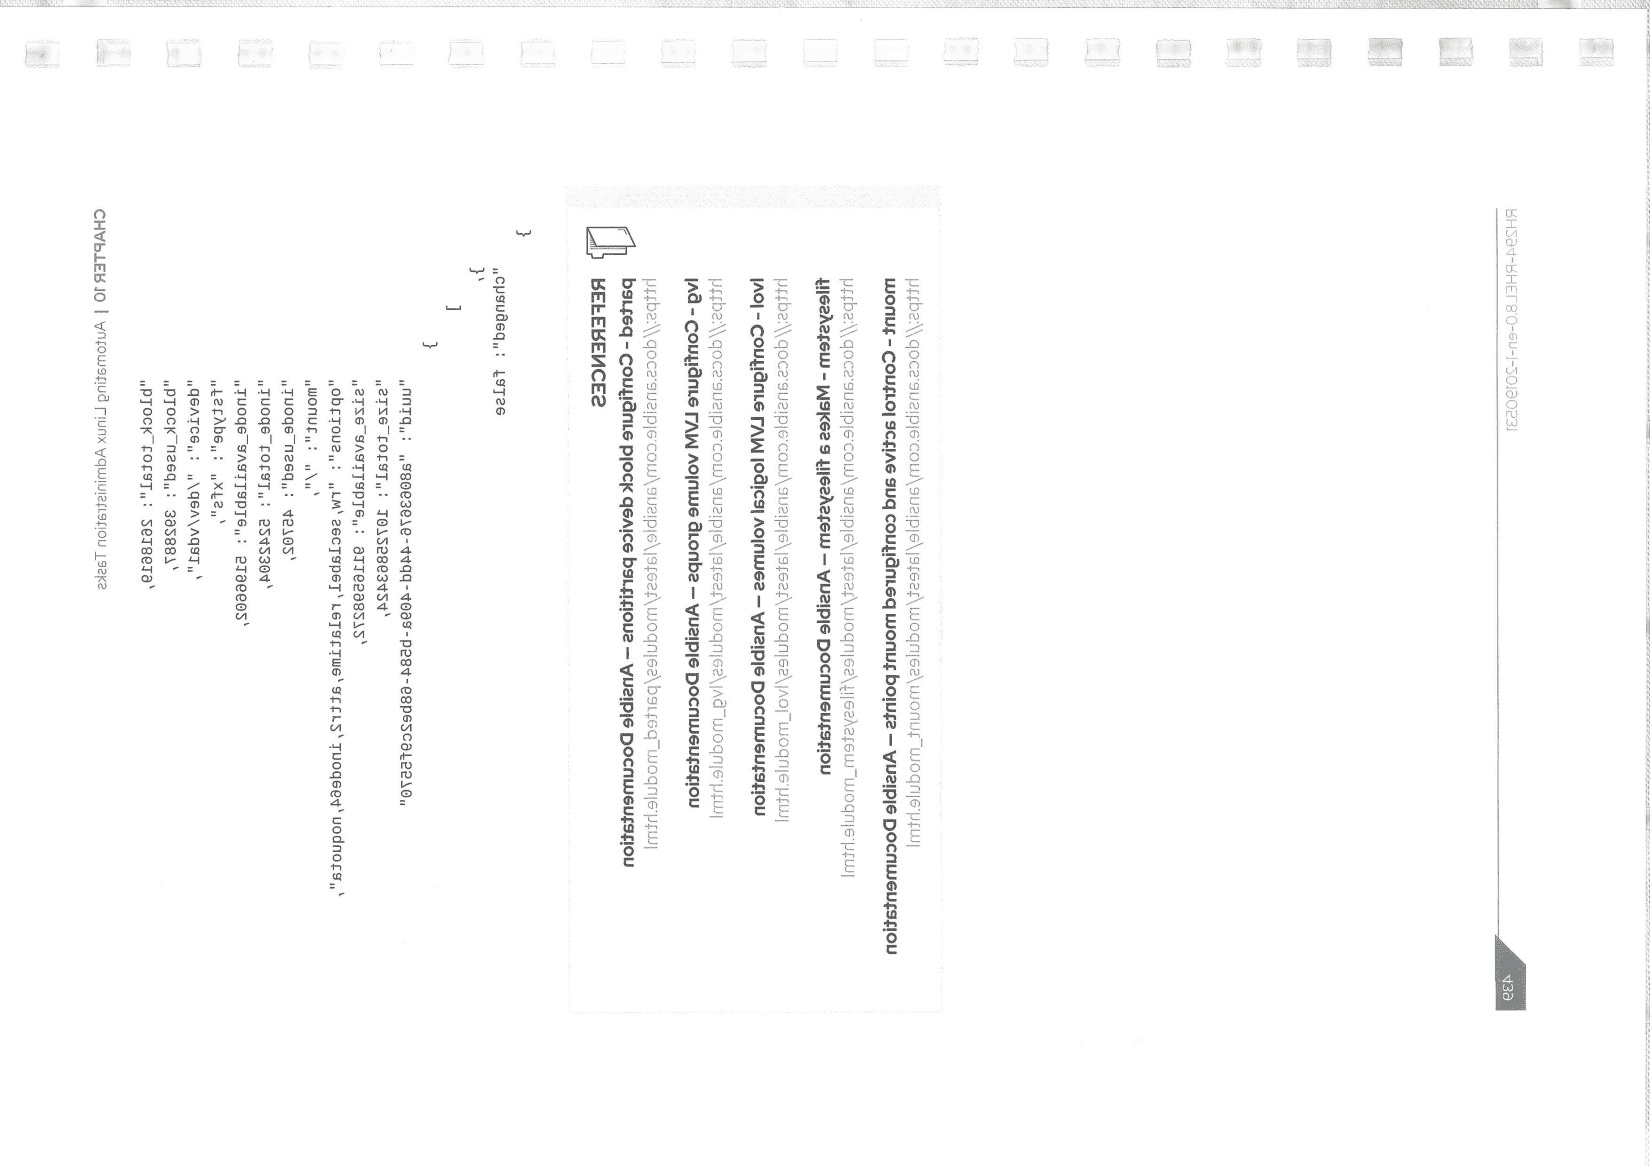 CHAPTER 10 | Automating Linux Administration Tasks
"block_total": 2618619,
"block_used": 362887,
"device": "/dev/vda1",
"fstype": "xfs",
"inode_available": 5196602,
"inode_total": 5242304,
"inode_used": 45702,
"mount": "/",
"options": "rw,seclabel,relatime,attr2,inode64,noquota",
"size_available": 9116598272,
"size_total": 10725863424,
"uuid": "a8063676-44dd-409a-b584-68be2c9f5570"
}
]
},
"changed": false
}
REFERENCES
parted - Configure block device partitions — Ansible Documentation
https://docs.ansible.com/ansible/latest/modules/parted_module.html
lvg - Configure LVM volume groups — Ansible Documentation
https://docs.ansible.com/ansible/latest/modules/lvg_module.html
lvol - Configure LVM logical volumes — Ansible Documentation
https://docs.ansible.com/ansible/latest/modules/lvol_module.html
filesystem - Makes a filesystem — Ansible Documentation
https://docs.ansible.com/ansible/latest/modules/filesystem_module.html
mount - Control active and configured mount points — Ansible Documentation
https://docs.ansible.com/ansible/latest/modules/mount_module.html
RH294-RHEL8.0-en-1-20190531
634